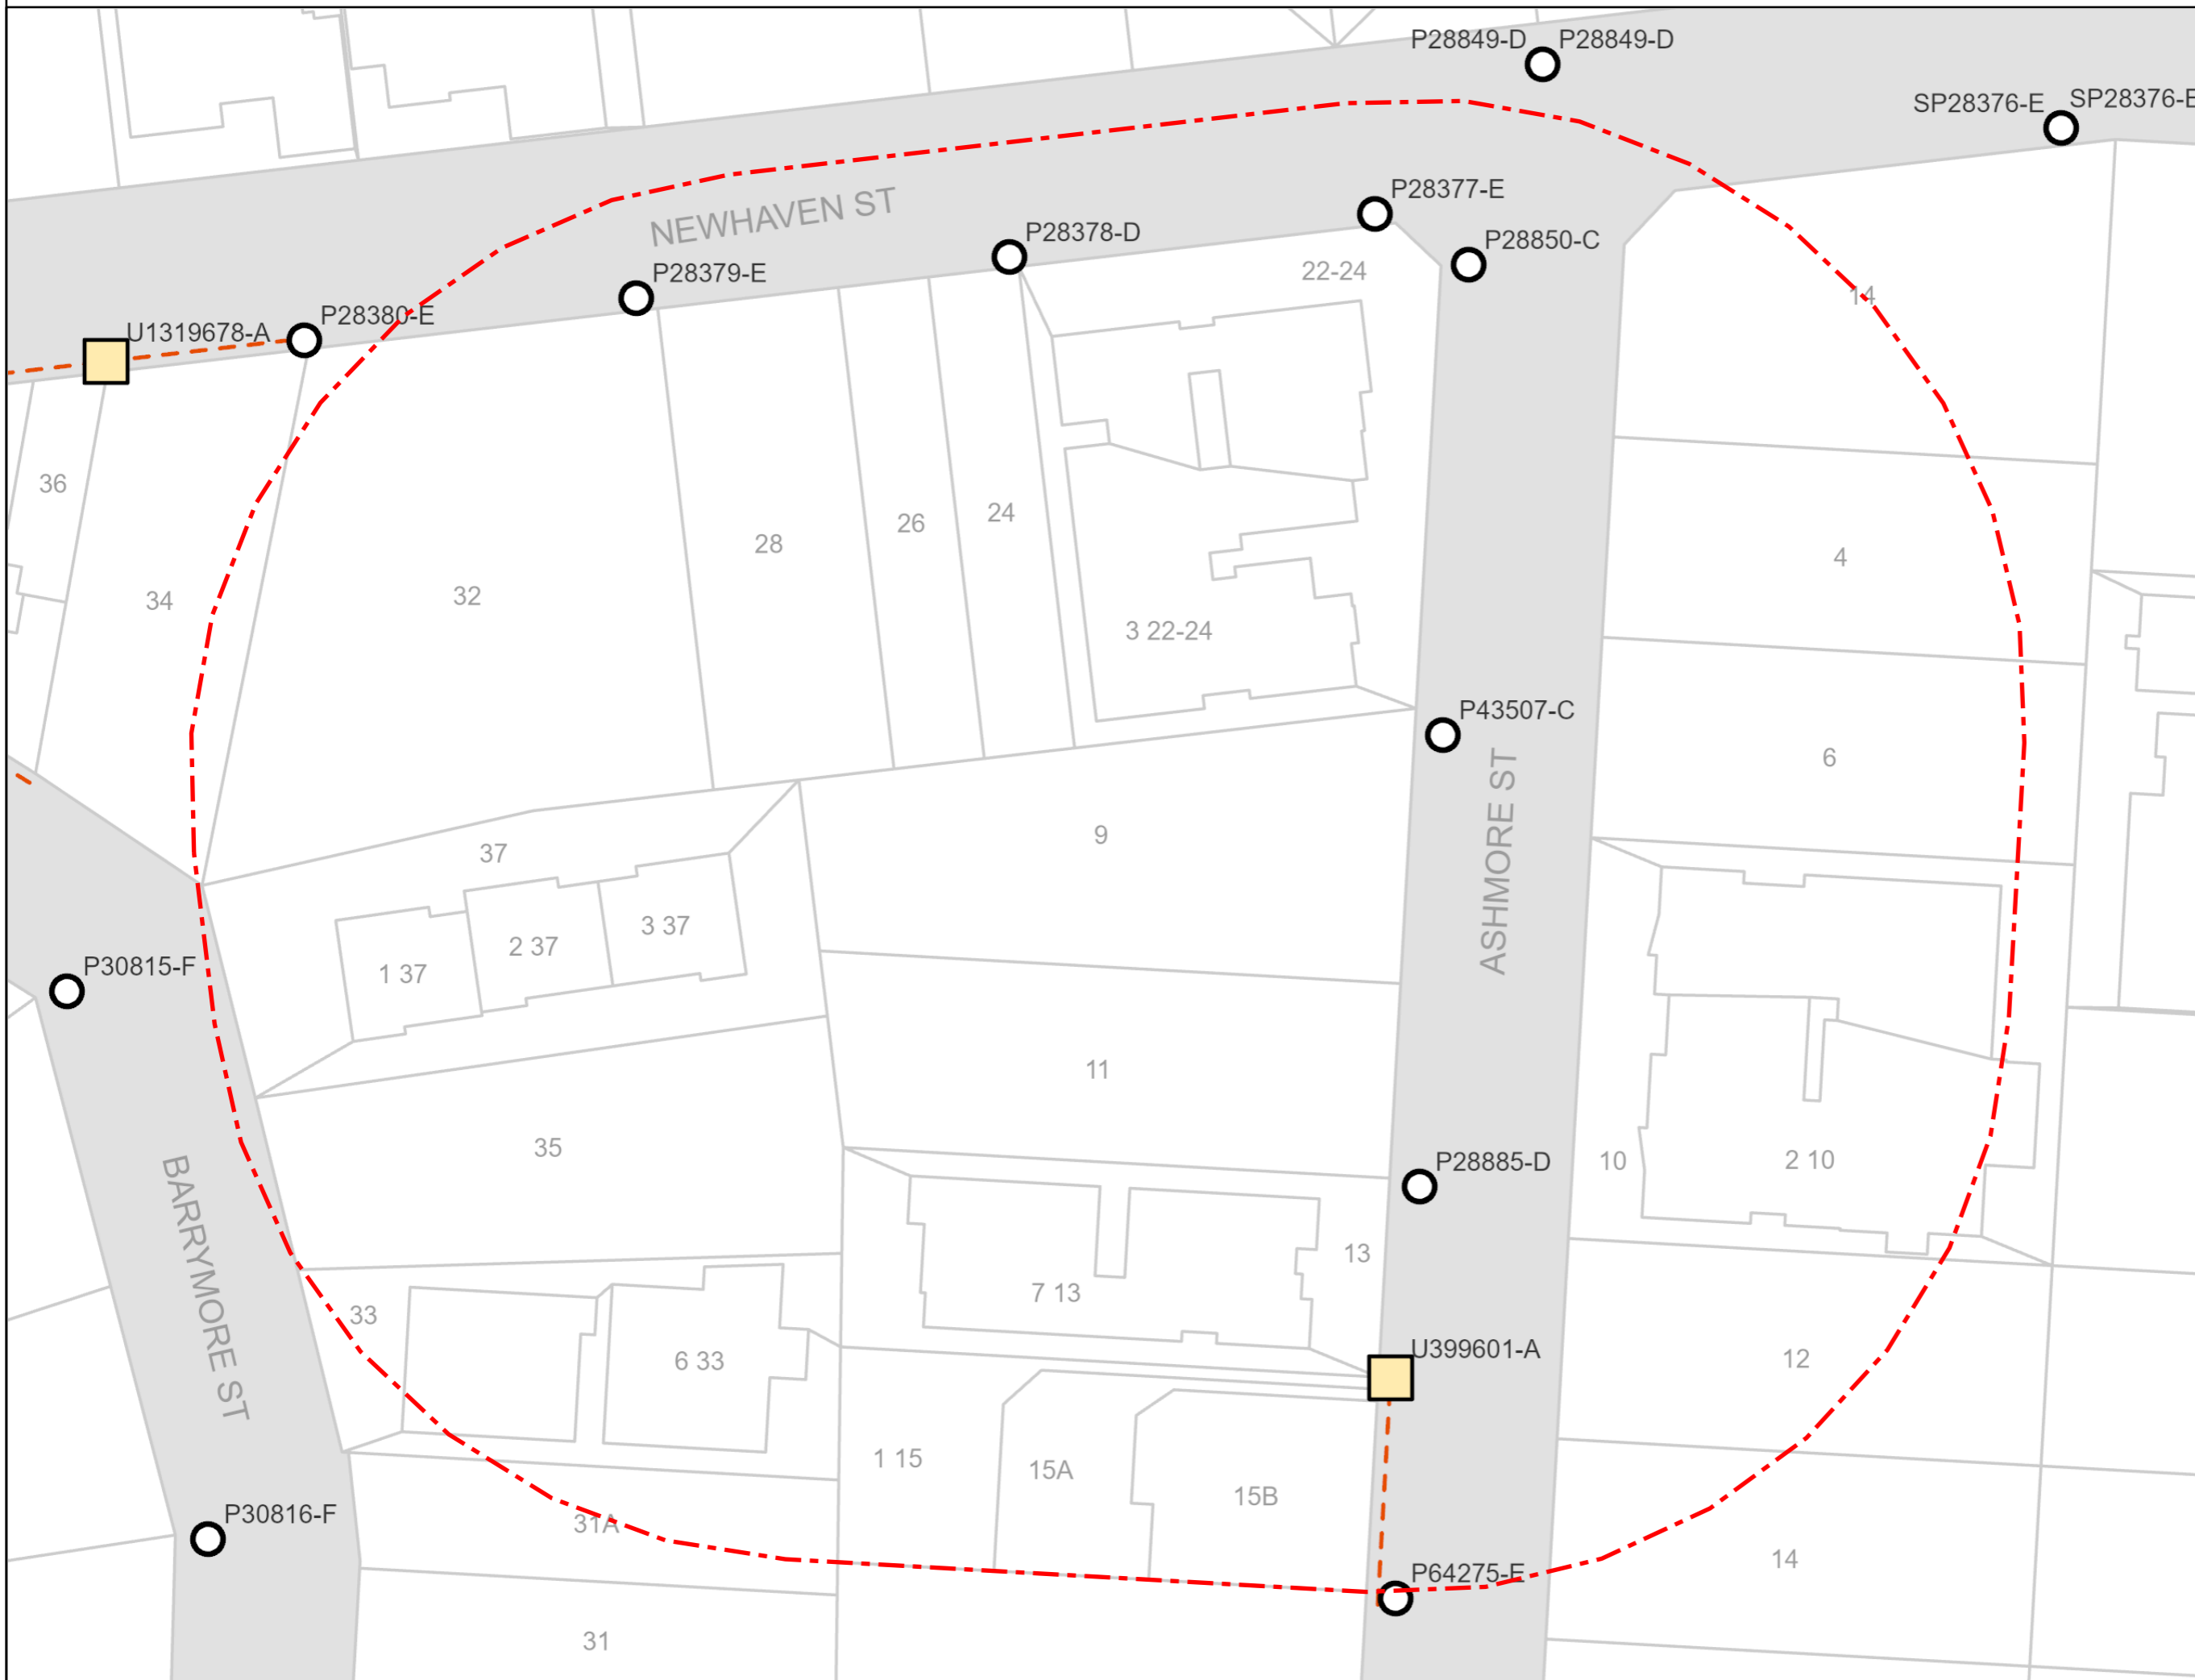 P28849-D P28849-D
SP28376-E SP28376-E
P28377-E
NEWHAVEN ST
P28378-D
P28850-C
22-24
P28379-E
14
P28380-E
U1319678-A
36
28
26
24
4
34
32
3 22-24
P43507-C
6
ASHMORE ST
9
37
3 37
2 37
1 37
P30815-F
11
35
P28885-D
10
2 10
BARRYMORE ST
13
7 13
33
U399601-A
6 33
12
1 15
15A
15B
P30816-F
31A
14
P64275-E
31